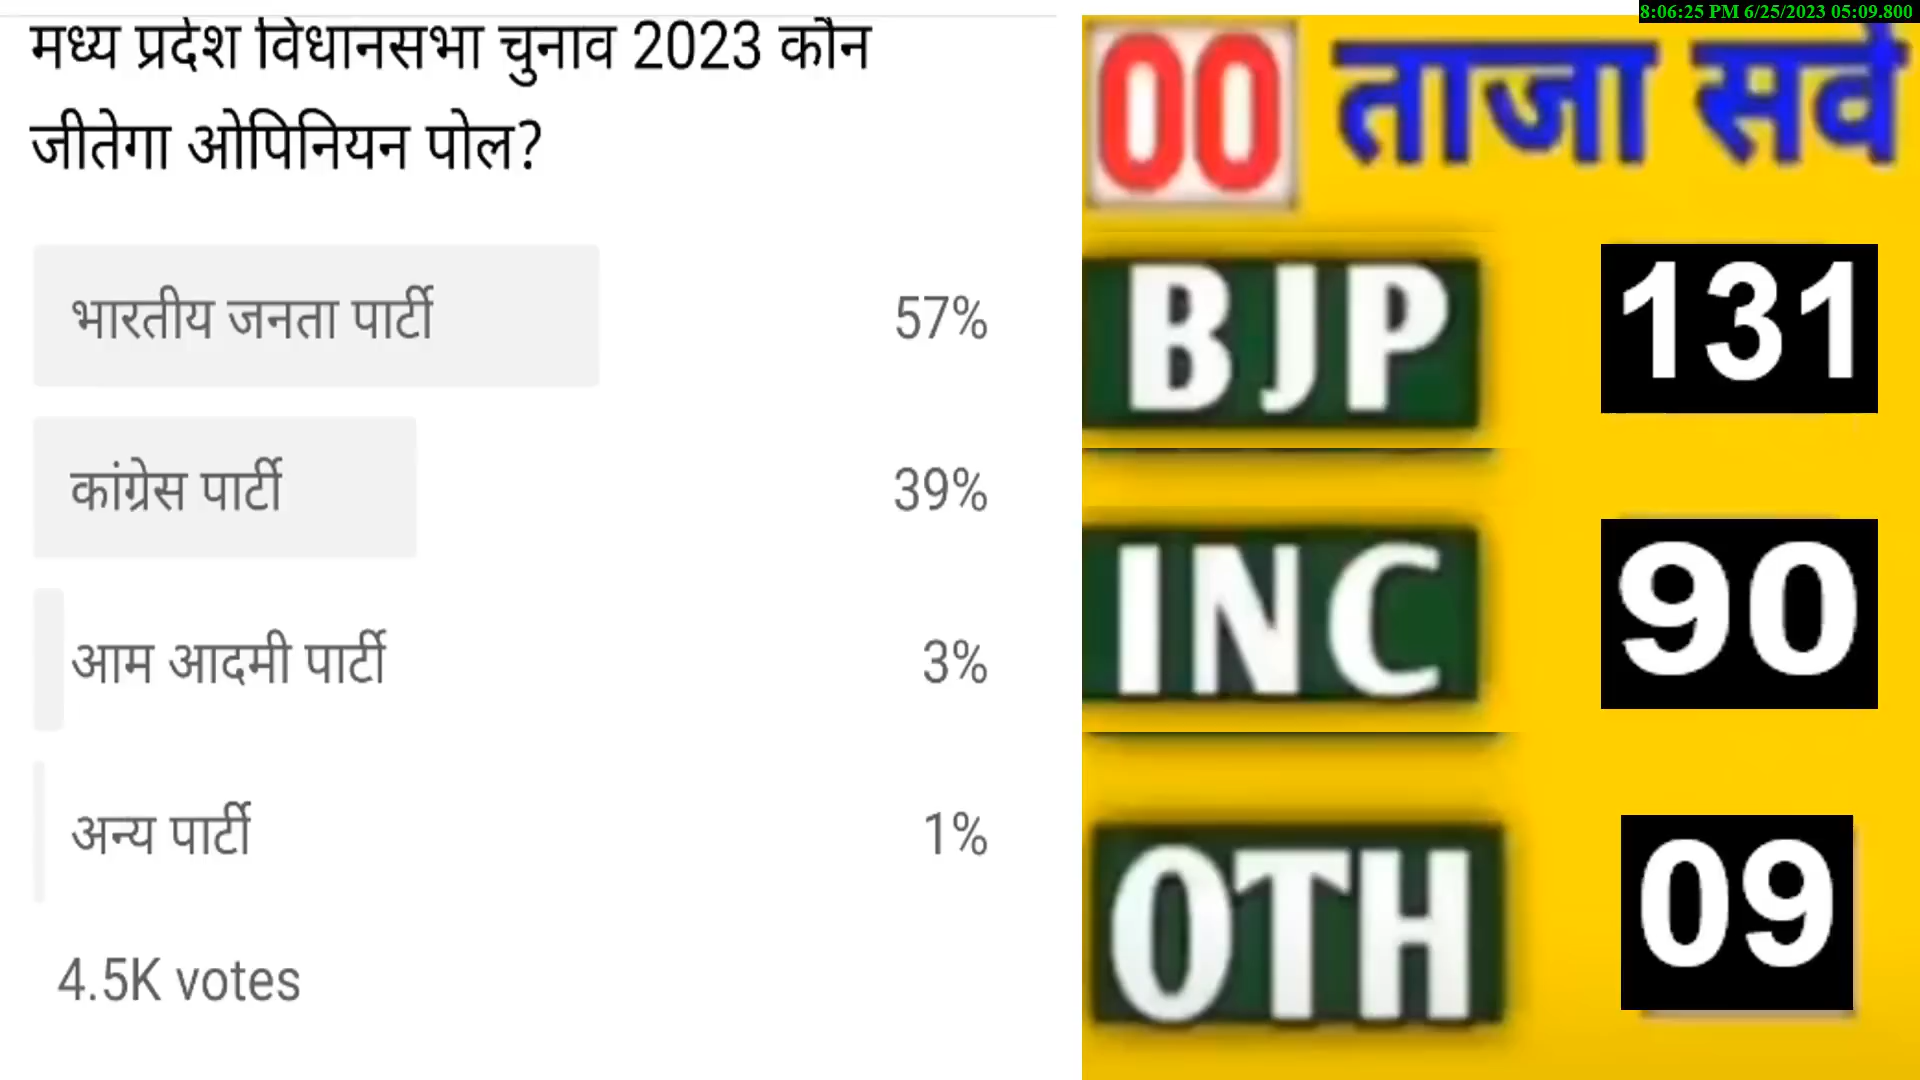 मध्य प्रदेश विधानसभा चुनाव 2023 कौन
जीतेगा ओपिनियन पोल?
भारतीय जनता पार्टी 57%
कांग्रेस पार्टी 39%
आम आदमी पार्टी 3%
अन्य पार्टी 1%
4.5K votes
8:06:25 PM 6/25/2023 05:09.800
00 ताजा सर्वे
BJP 131
INC 90
OTH 09